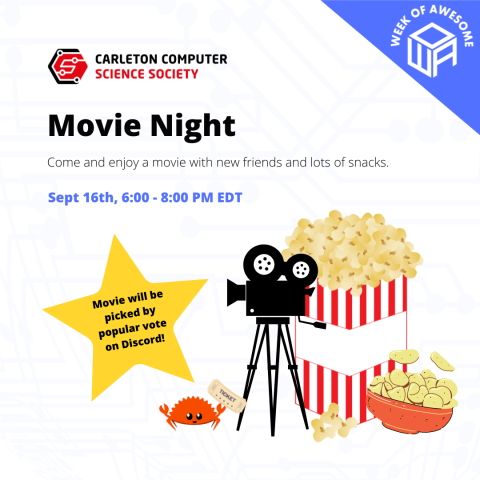 WEEK OF AWESOME
WA
CARLETON COMPUTER
SCIENCE SOCIETY
Movie Night
Come and enjoy a movie with new friends and lots of snacks.
Sept 16th, 6:00 - 8:00 PM EDT
Movie will be
picked by
popular vote
on Discord!
TICKET